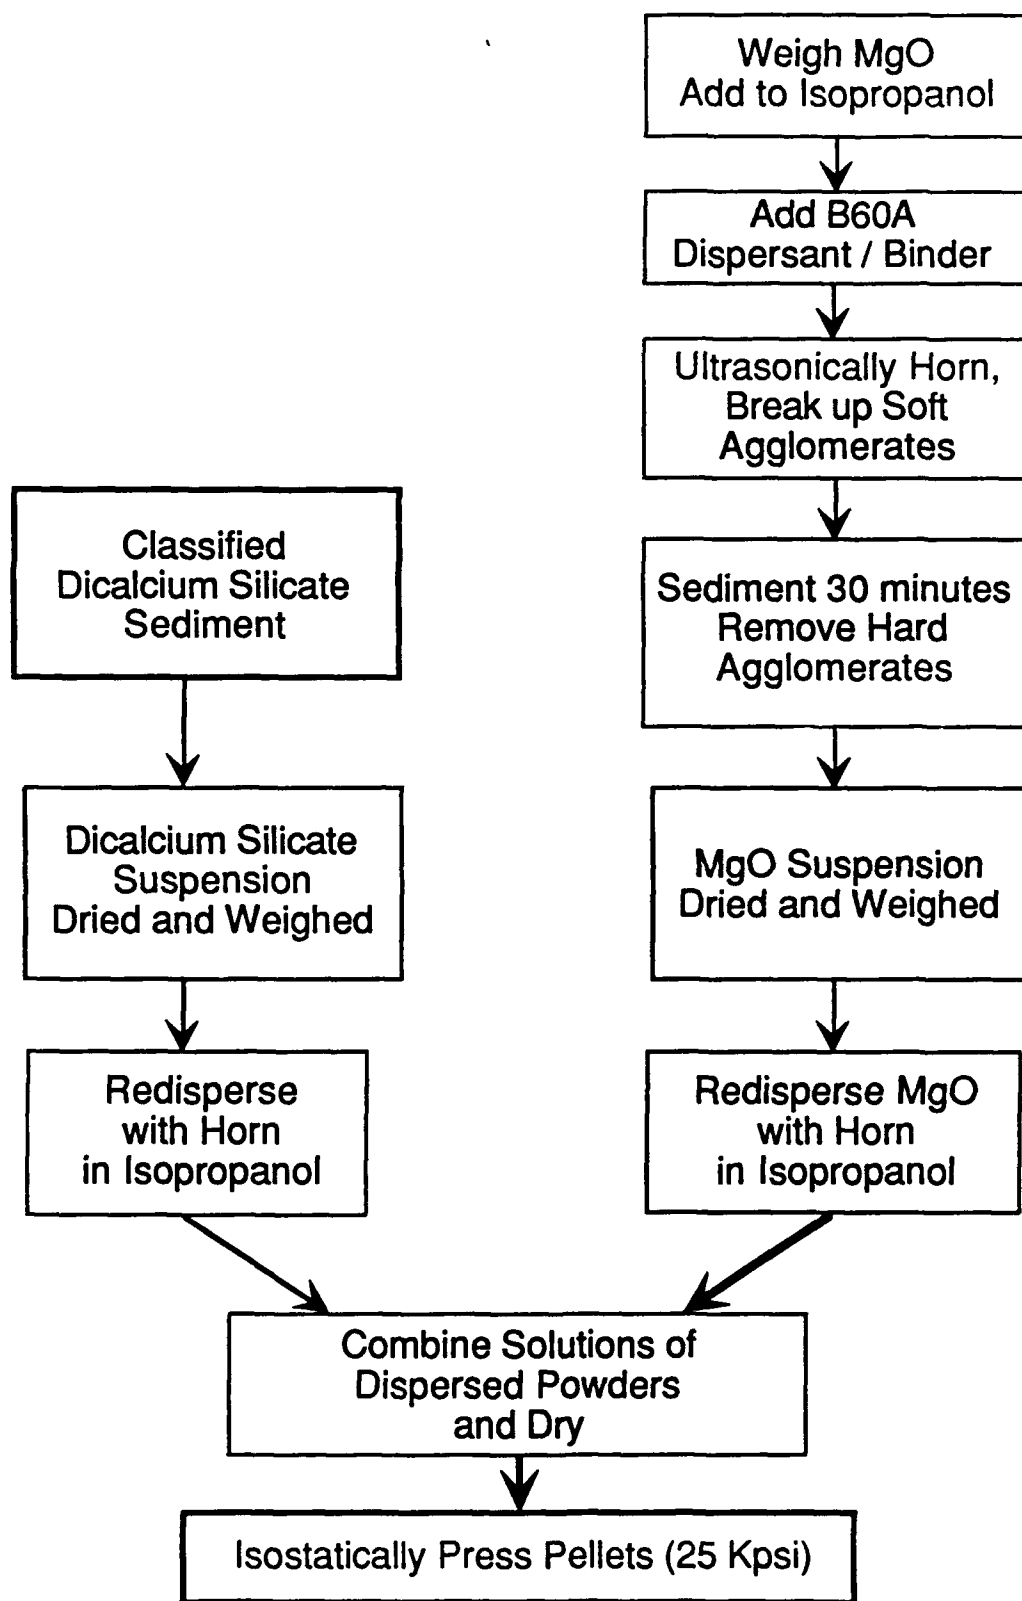 Weigh MgO
Add to Isopropanol
Add B60A
Dispersant / Binder
Ultrasonically Horn,
Break up Soft
Agglomerates
Classified
Dicalcium Silicate
Sediment
Sediment 30 minutes
Remove Hard
Agglomerates
Dicalcium Silicate
Suspension
Dried and Weighed
MgO Suspension
Dried and Weighed
Redisperse
with Horn
in Isopropanol
Redisperse MgO
with Horn
in Isopropanol
Combine Solutions of
Dispersed Powders
and Dry
Isostatically Press Pellets (25 Kpsi)